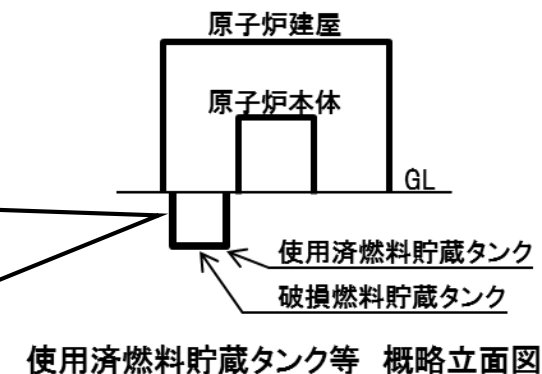 原子炉建屋
原子炉本体
GL
使用済燃料貯蔵タンク
破損燃料貯蔵タンク
使用済燃料貯蔵タンク等 概略立面図